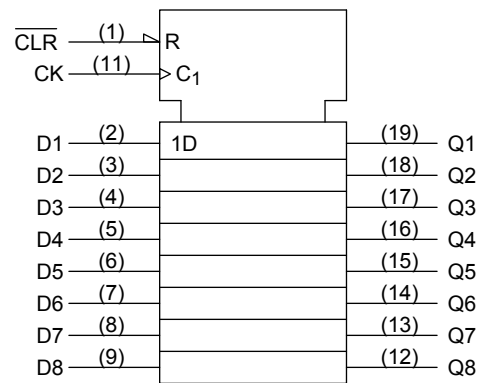 CLR (1) R
CK (11) C1
D1 (2) 1D (19) Q1
D2 (3) (18) Q2
D3 (4) (17) Q3
D4 (5) (16) Q4
D5 (6) (15) Q5
D6 (7) (14) Q6
D7 (8) (13) Q7
D8 (9) (12) Q8